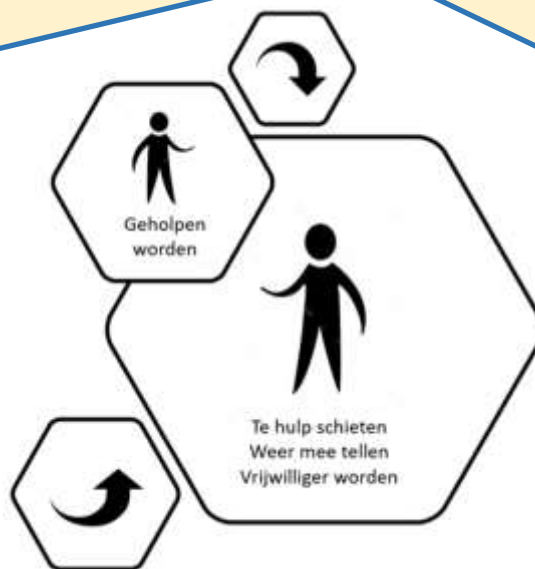 Geholpen
worden
Te hulp schieten
Weer mee tellen
Vrijwilliger worden